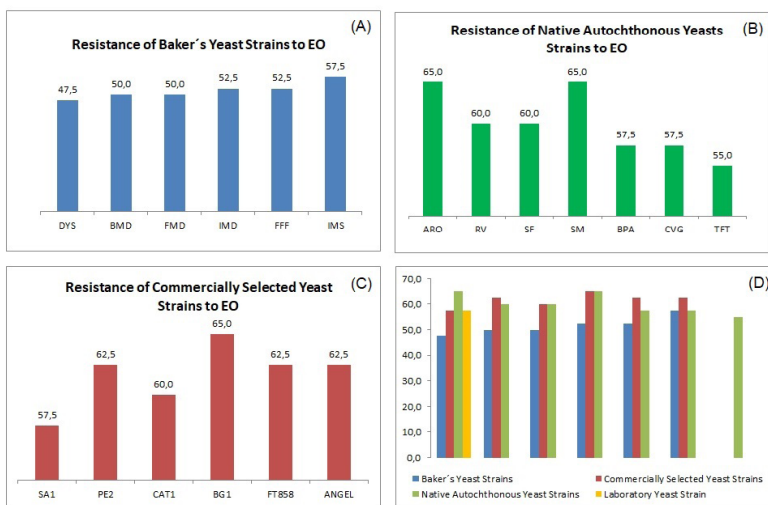 (A)
Resistance of Baker´s Yeast Strains to EO
47,5 50,0 50,0 52,5 52,5 57,5
DYS BMD FMD IMD FFF IMS
(B)
Resistance of Native Autochthonous Yeasts
Strains to EO
65,0 60,0 60,0 65,0 57,5 57,5 55,0
ARO RV SF SM BPA CVG TFT
(C)
Resistance of Commercially Selected Yeast
Strains to EO
57,5 62,5 60,0 65,0 62,5 62,5
SA1 PE2 CAT1 BG1 FT858 ANGEL
(D)
70,0
60,0
50,0
40,0
30,0
20,0
10,0
0,0
Baker´s Yeast Strains Commercially Selected Yeast Strains
Native Autochthonous Yeast Strains Laboratory Yeast Strain